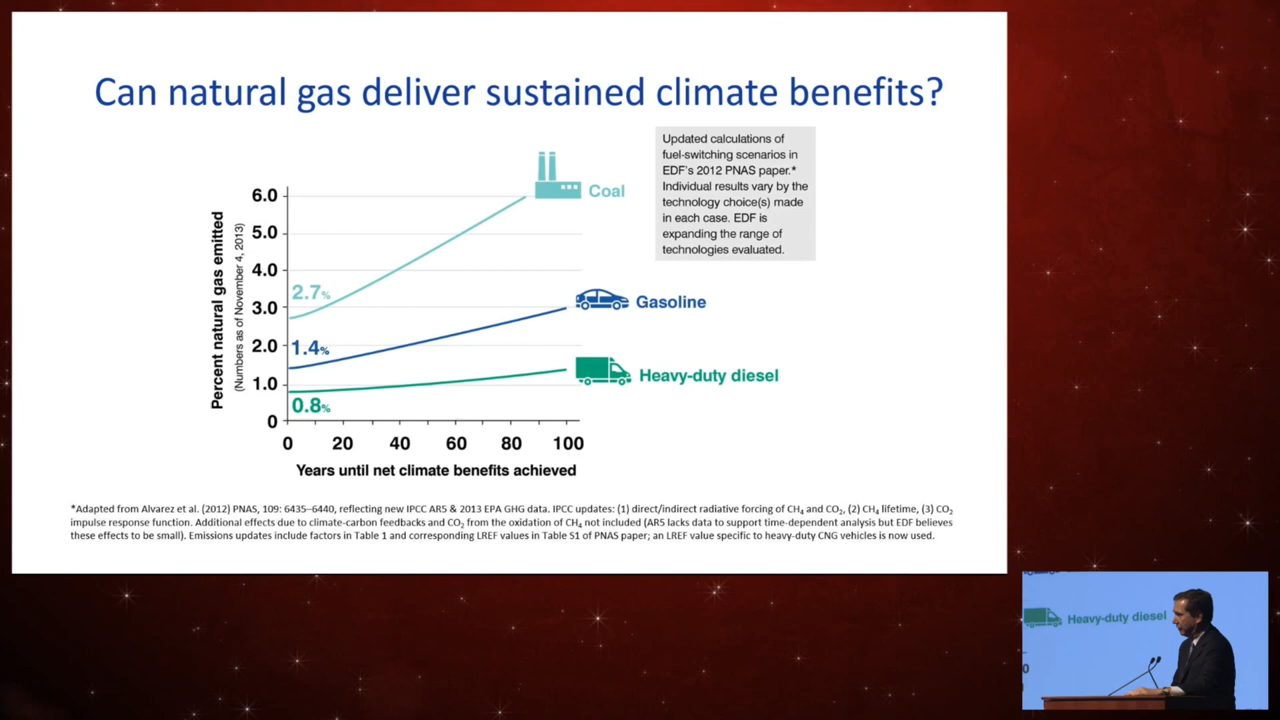 Can natural gas deliver sustained climate benefits?
Updated calculations of
fuel-switching scenarios in
EDF's 2012 PNAS paper.*
Individual results vary by the
technology choice(s) made
in each case. EDF is
expanding the range of
technologies evaluated.
Percent natural gas emitted
(Numbers as of November 4, 2013)
6.0
5.0
4.0
3.0
2.0
1.0
0
Coal
2.7%
Gasoline
1.4%
Heavy-duty diesel
0.8%
0 20 40 60 80 100
Years until net climate benefits achieved
*Adapted from Alvarez et al. (2012) PNAS, 109: 6435–6440, reflecting new IPCC AR5 & 2013 EPA GHG data. IPCC updates: (1) direct/indirect radiative forcing of CH₄ and CO₂, (2) CH₄ lifetime, (3) CO₂
impulse response function. Additional effects due to climate-carbon feedbacks and CO₂ from the oxidation of CH₄ not included (AR5 lacks data to support time-dependent analysis but EDF believes
these effects to be small). Emissions updates include factors in Table 1 and corresponding LREF values in Table S1 of PNAS paper; an LREF value specific to heavy-duty CNG vehicles is now used.
Heavy-duty diesel
0